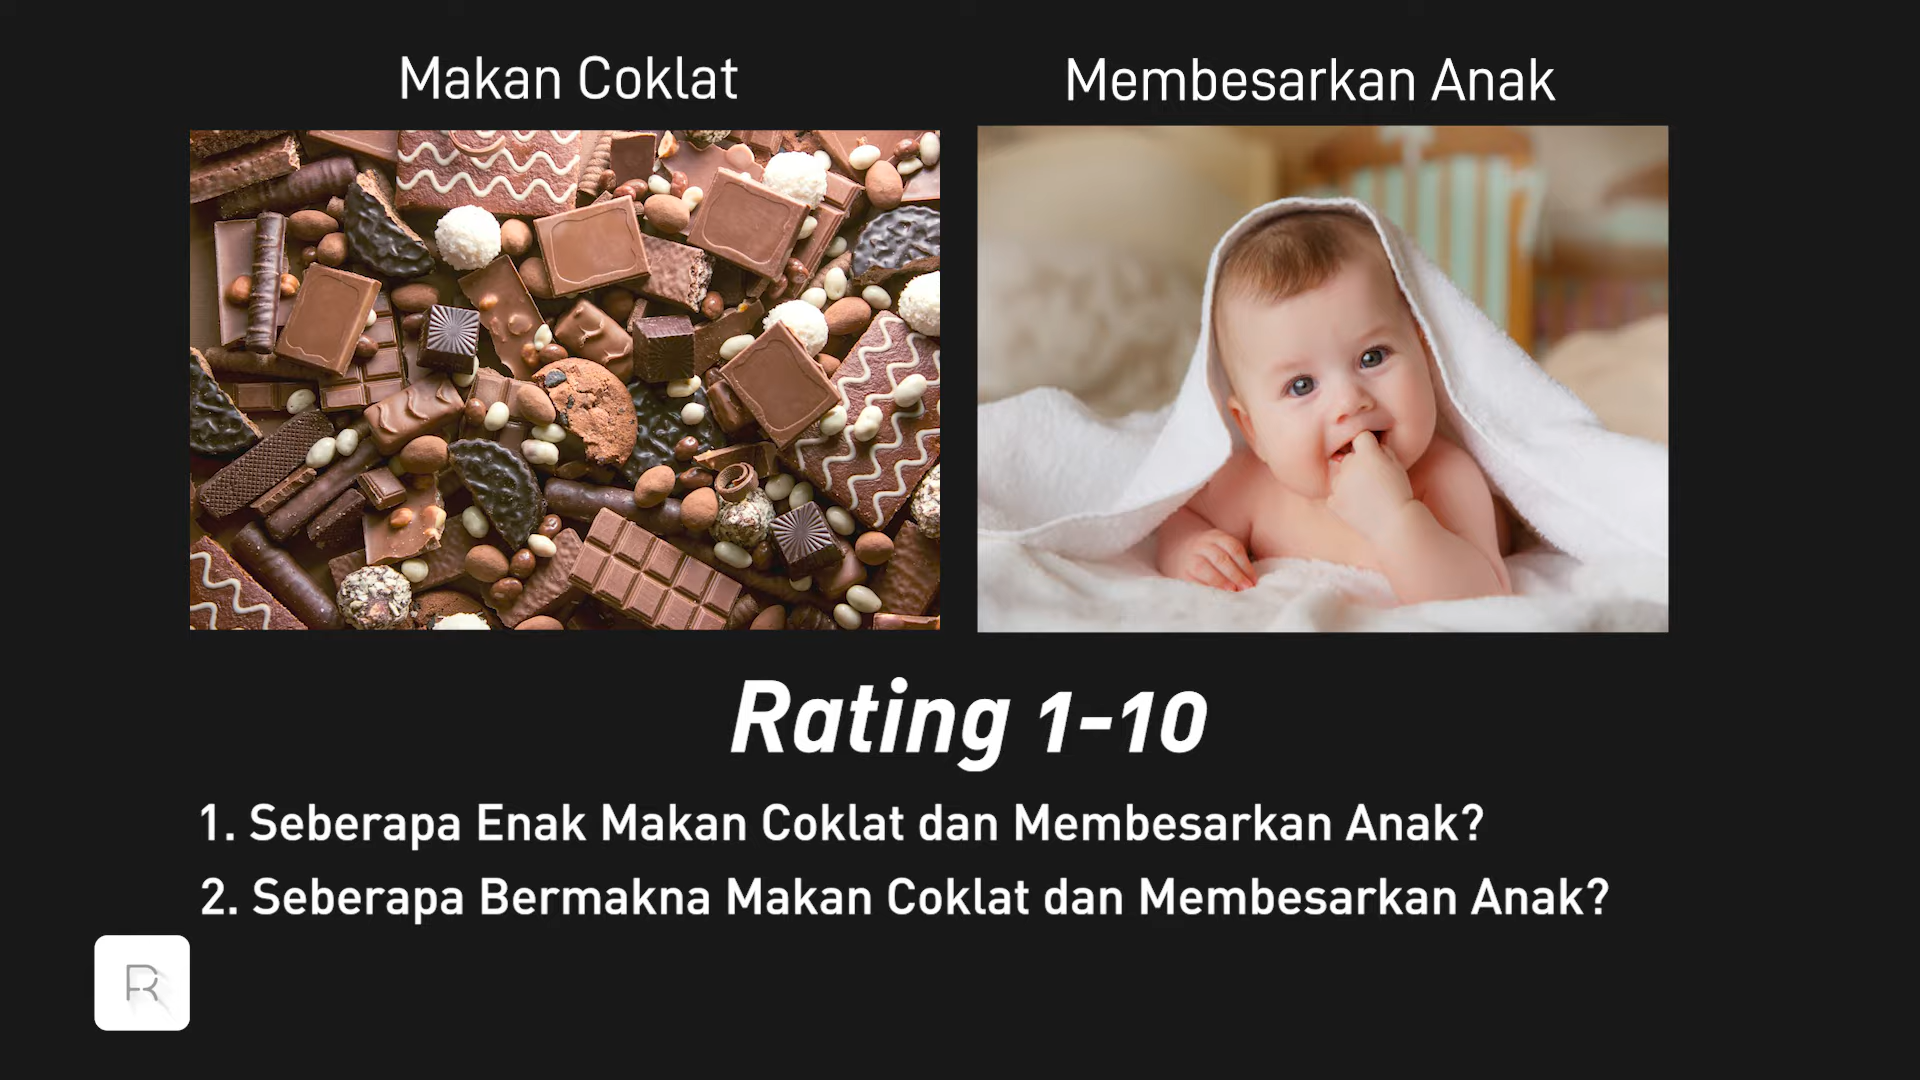 Makan Coklat
Membesarkan Anak
Rating 1-10
1. Seberapa Enak Makan Coklat dan Membesarkan Anak?
2. Seberapa Bermakna Makan Coklat dan Membesarkan Anak?
R